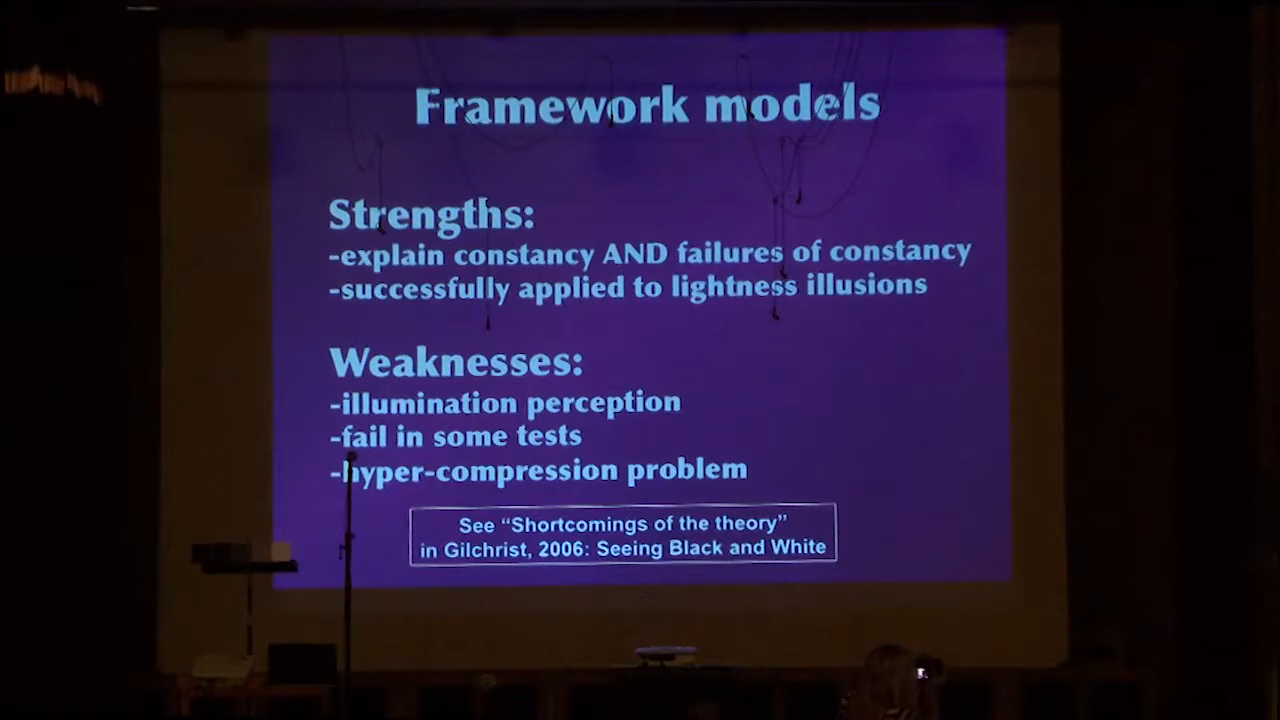 Framework models
Strengths:
-explain constancy AND failures of constancy
-successfully applied to lightness illusions
Weaknesses:
-illumination perception
-fail in some tests
-hyper-compression problem
See “Shortcomings of the theory”
in Gilchrist, 2006: Seeing Black and White